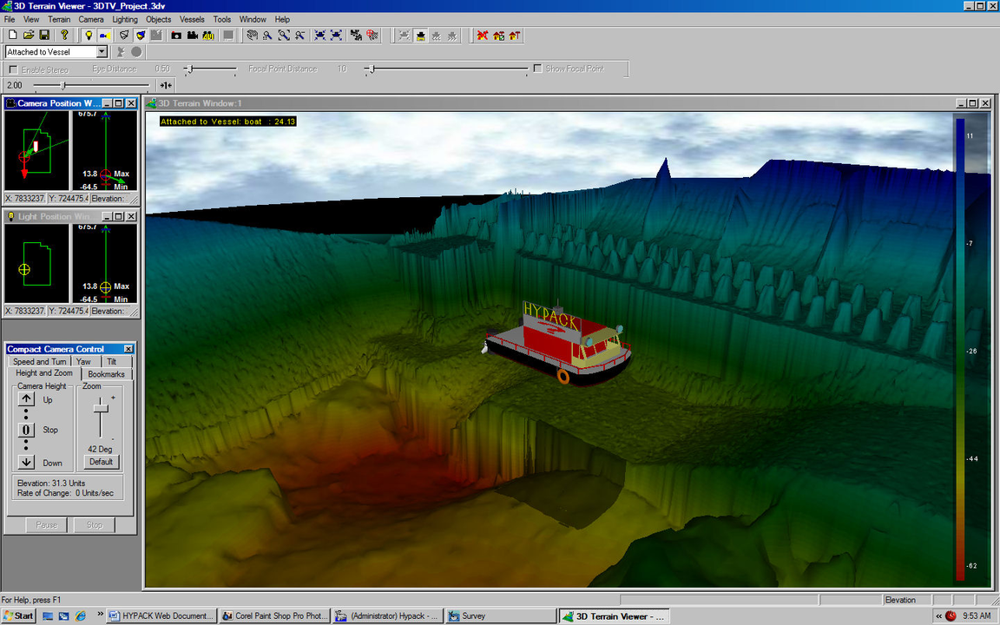 3D Terrain Viewer - 3DTV_Project.3dv
File View Terrain Camera Lighting Objects Vessels Tools Window Help
Attached to Vessel
Enable Stereo Eye Distance 0.50 Focal Point Distance 10 Show Focal Point
2.00
Camera Position W...
675.7
13.8 Max
-64.5 Min
X: 7833237. Y: 724475.4 Elevation:
Light Position Win
675.7
13.8 Max
-64.5 Min
X: 7833237. Y: 724475.4 Elevation:
Compact Camera Control
Speed and Turn Yaw Tilt
Height and Zoom Bookmarks
Camera Height Zoom
Up +
0 Stop
-
42 Deg
Down Default
Elevation: 31.3 Units
Rate of Change: 0 Units/sec
Pause Stop
3D Terrain Window:1
Attached to Vessel: boat : 24.13
11
-7
-26
-44
-62
HYPACK
For Help, press F1
Elevation
Start » HYPACK Web Document... Corel Paint Shop Pro Phot... (Administrator) Hypack - ... Survey 3D Terrain Viewer - ... « 9:53 AM